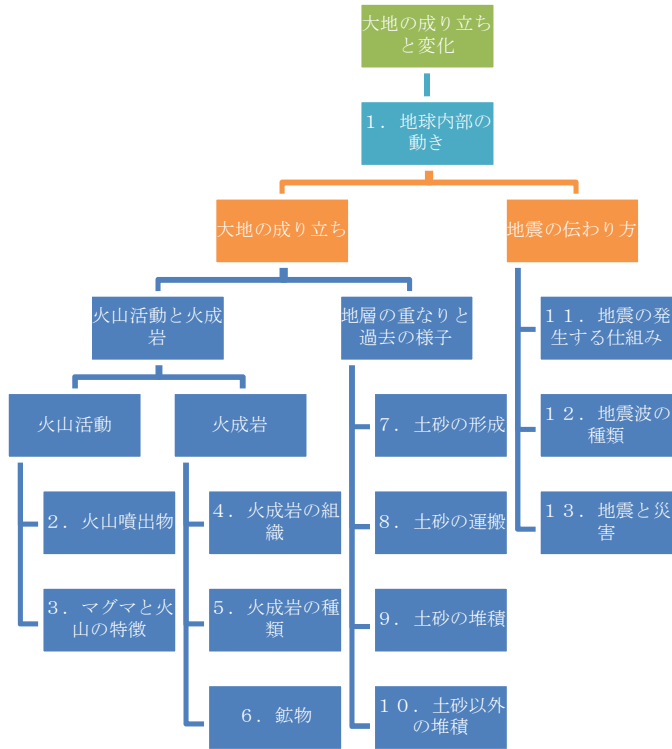 大地の成り立ち
と変化
１．地球内部の
動き
大地の成り立ち
地震の伝わり方
火山活動と火成
岩
地層の重なりと
過去の様子
１１．地震の発
生する仕組み
火山活動
火成岩
７．土砂の形成
１２．地震波の
種類
２．火山噴出物
４．火成岩の組
織
８．土砂の運搬
１３．地震と災
害
３．マグマと火
山の特徴
５．火成岩の種
類
９．土砂の堆積
６．鉱物
１０．土砂以外
の堆積